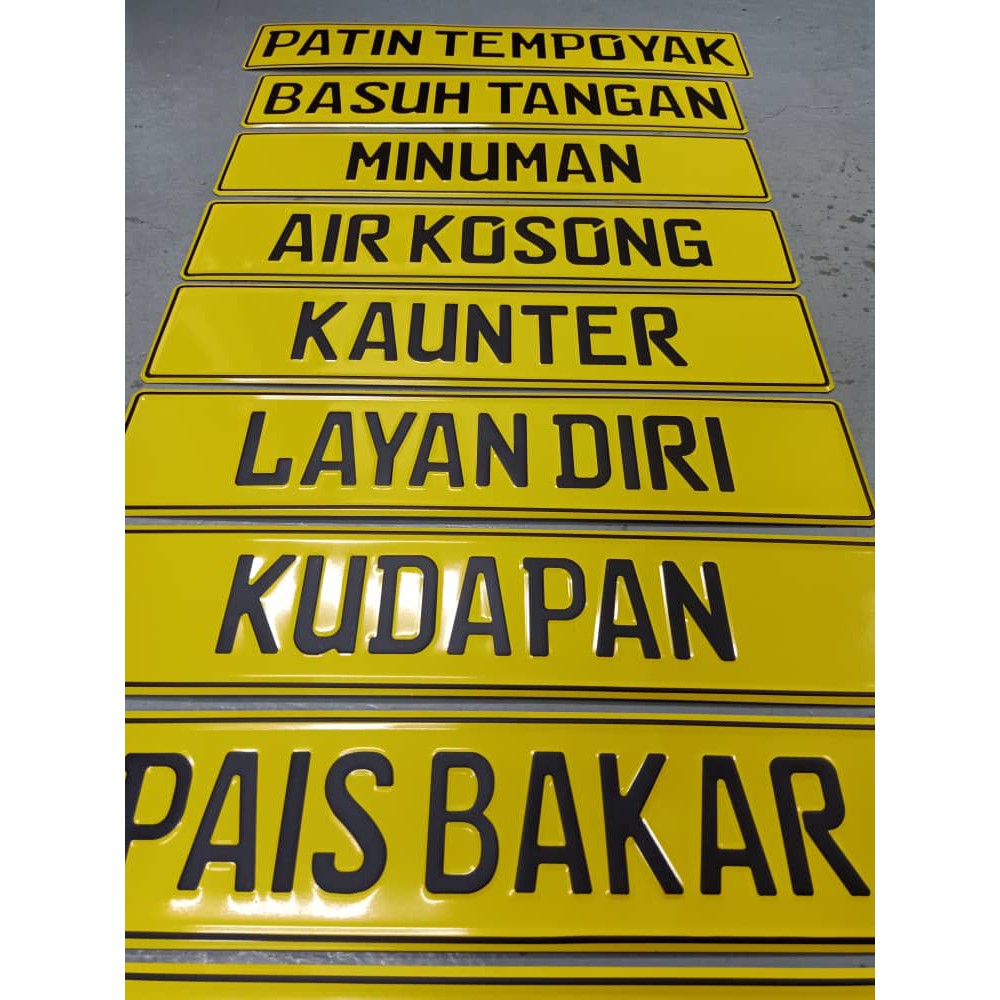 PATIN TEMPOYAK
BASUH TANGAN
MINUMAN
AIR KOSONG
KAUNTER
LAYAN DIRI
KUDAPAN
PAIS BAKAR